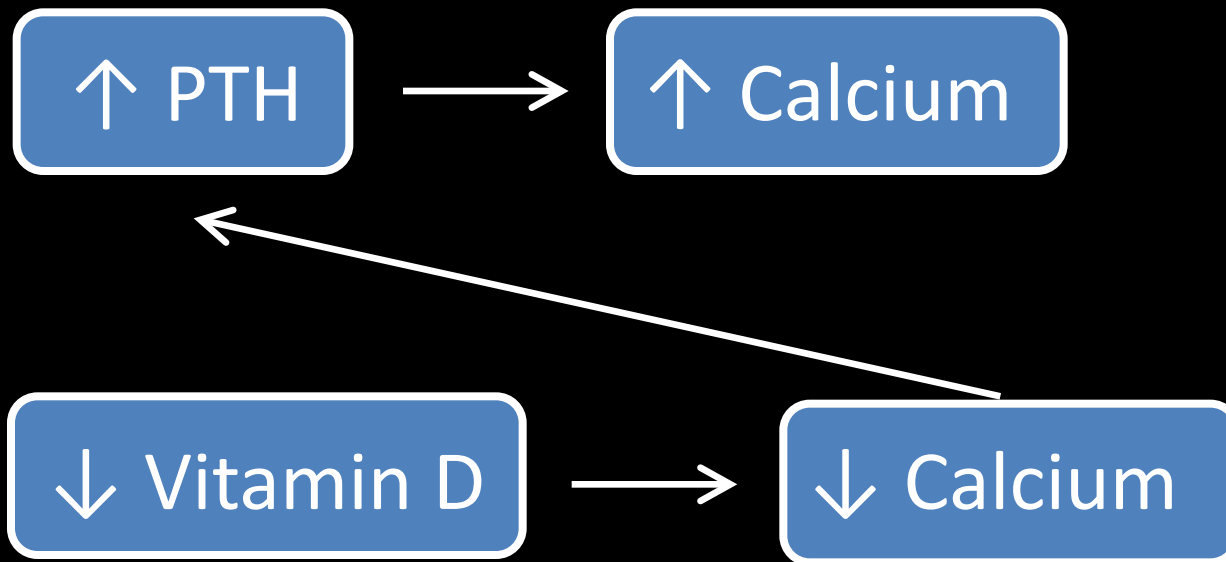 ↑ PTH
↑ Calcium
↓ Vitamin D
↓ Calcium